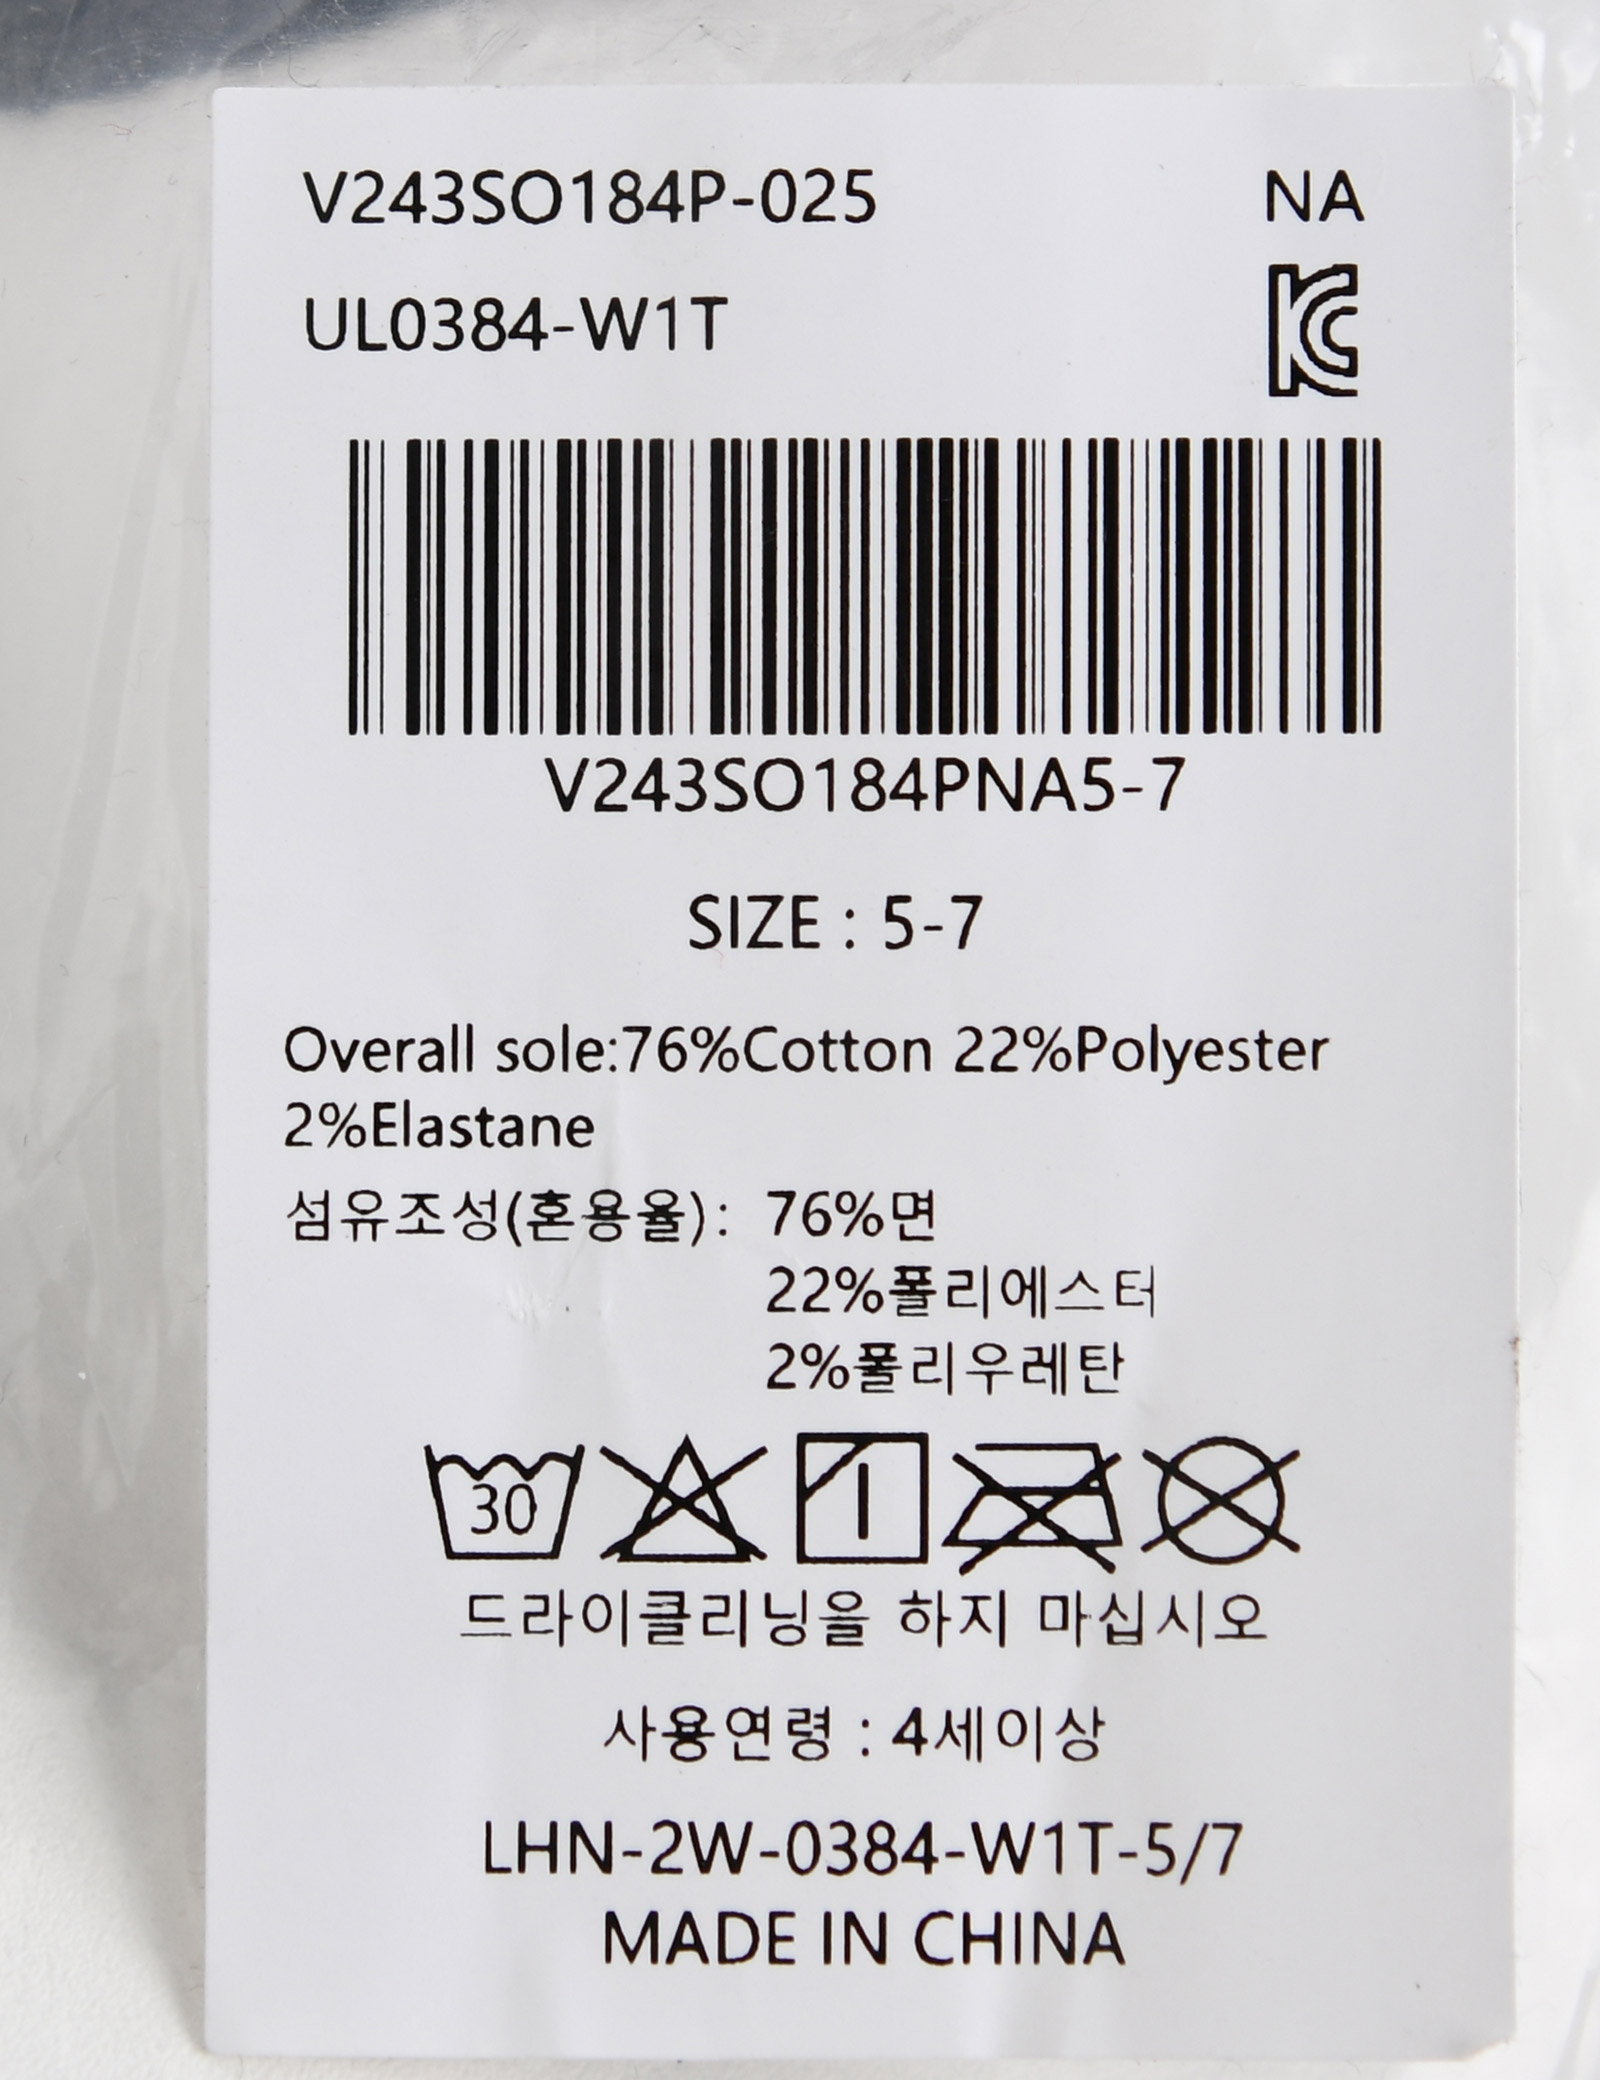 V243SO184P-025 NA
UL0384-W1T
KC
V243SO184PNA5-7
SIZE : 5-7
Overall sole:76%Cotton 22%Polyester
2%Elastane
섬유조성(혼용율): 76%면
22%폴리에스터
2%폴리우레탄
30
드라이클리닝을 하지 마십시오
사용연령 : 4세이상
LHN-2W-0384-W1T-5/7
MADE IN CHINA